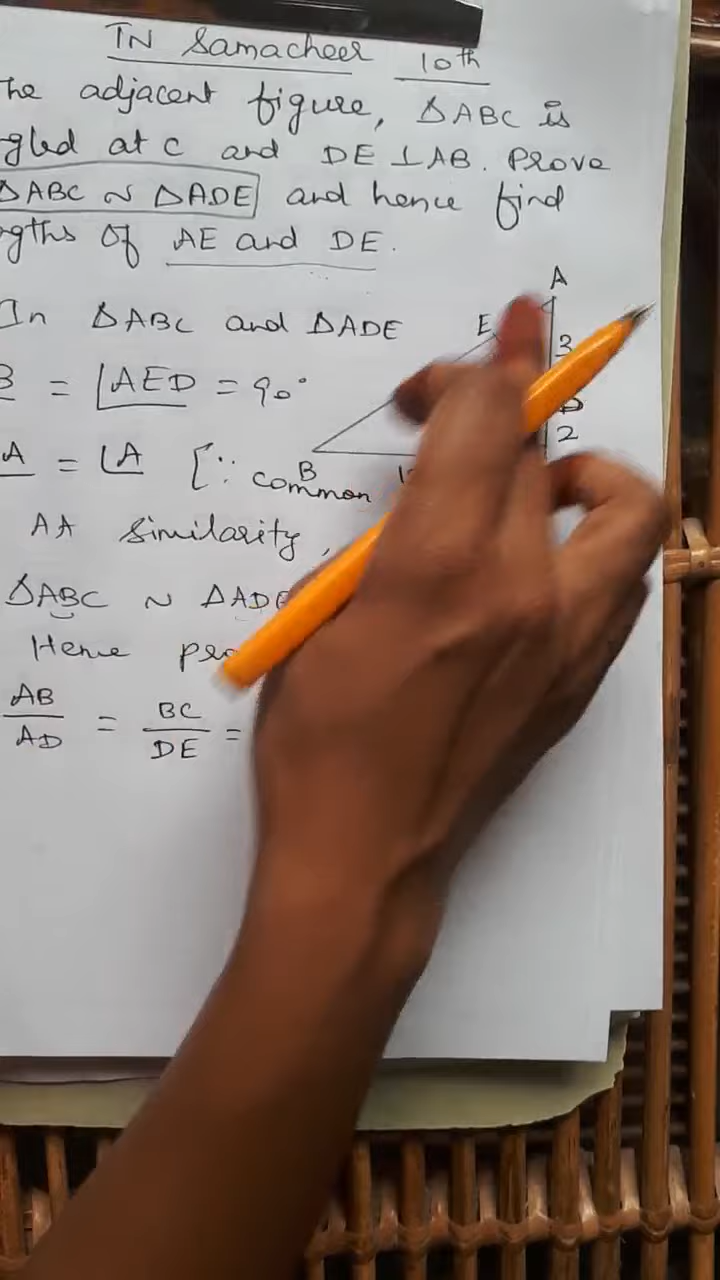 TN Samacheer 10th
he adjacent figure, ΔABC is
gled at C and DE ⊥ AB. Prove
ΔABC ~ ΔADE and hence find
gths of AE and DE.
In ΔABC and ΔADE
= ∠AED = 90°
A = ∠A [∵ common
AA Similarity,
ΔABC ~ ΔADE
Hence
AB/AD = BC/DE =
A
E
3
D
2
B